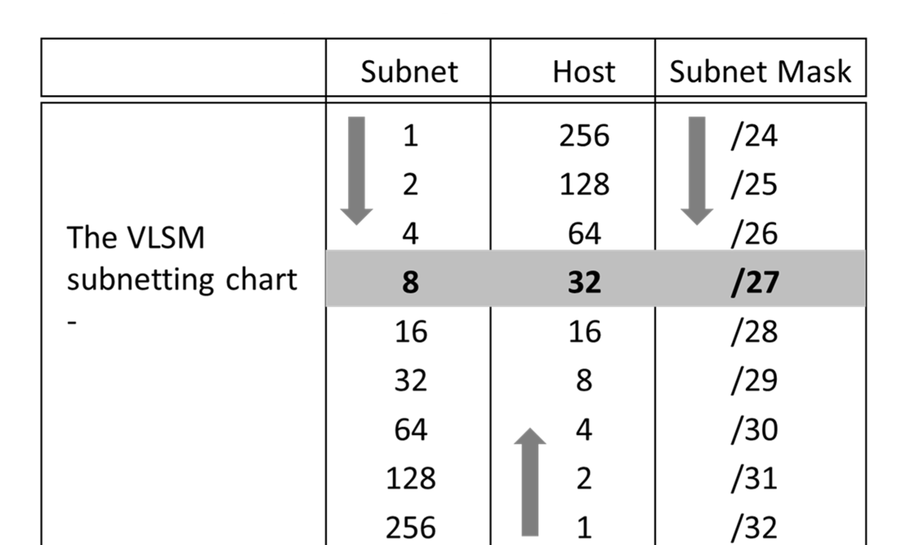 Subnet Host Subnet Mask
1 256 /24
2 128 /25
4 64 /26
The VLSM
subnetting chart
-
8 32 /27
16 16 /28
32 8 /29
64 4 /30
128 2 /31
256 1 /32